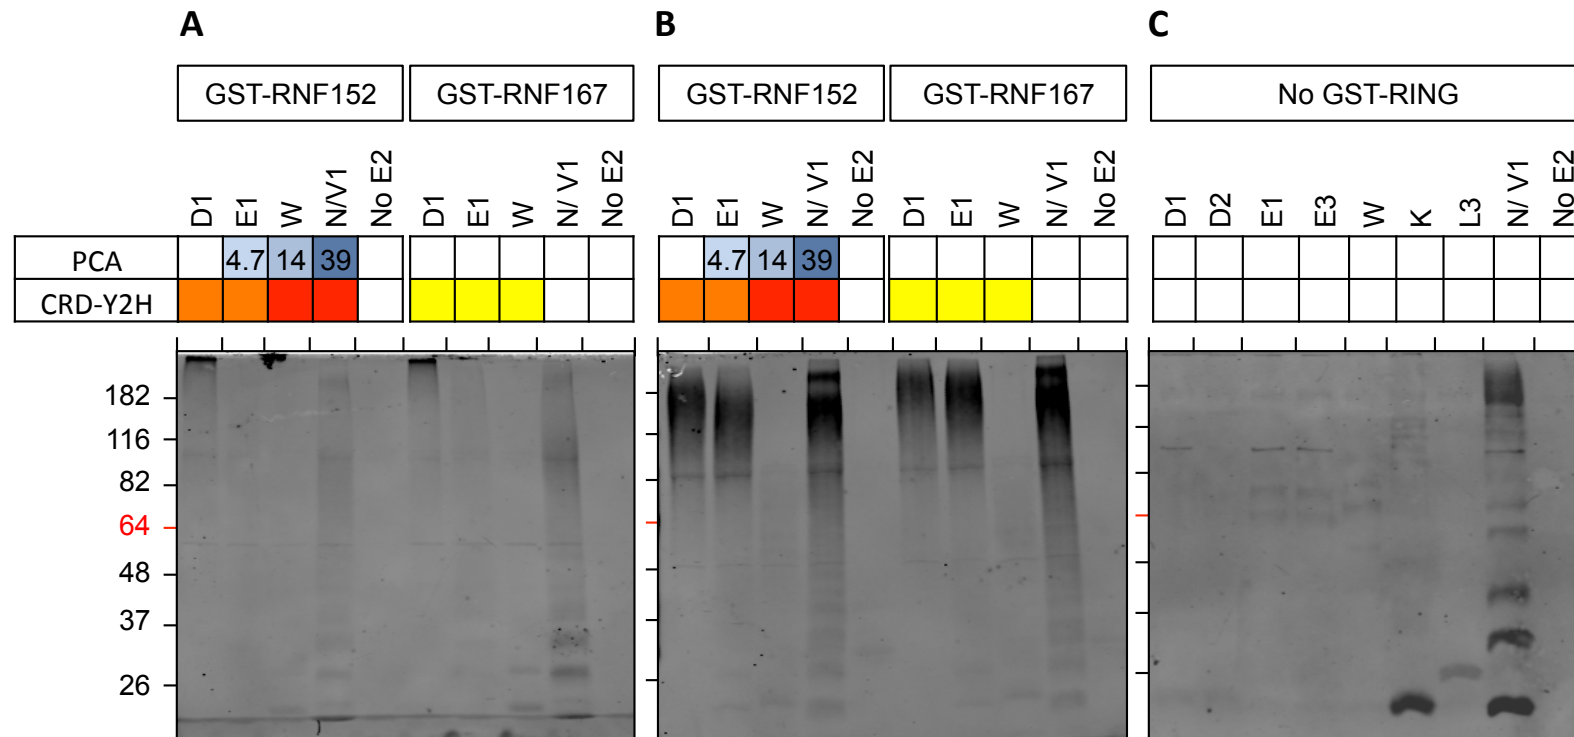 A B C
GST-RNF152 GST-RNF167 GST-RNF152 GST-RNF167 No GST-RING
D1 E1 W N/V1 No E2 D1 E1 W N/ V1 No E2 D1 E1 W N/ V1 No E2 D1 E1 W N/ V1 No E2 D1 D2 E1 E3 W K L3 N/ V1 No E2
PCA 4.7 14 39 4.7 14 39
CRD-Y2H
182
116
82
64
48
37
26